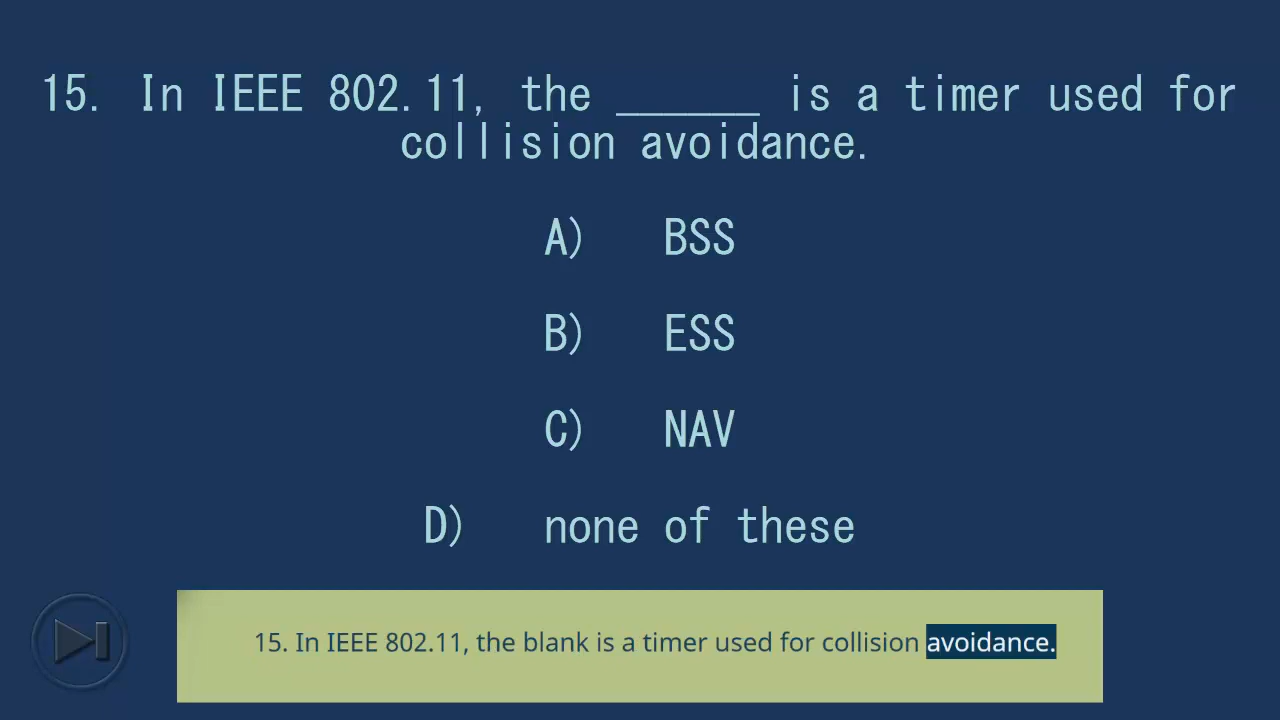 15. In IEEE 802.11, the ______ is a timer used for
collision avoidance.
A) BSS
B) ESS
C) NAV
D) none of these
15. In IEEE 802.11, the blank is a timer used for collision avoidance.